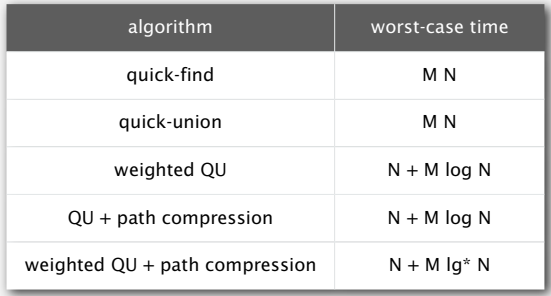 algorithm worst-case time
quick-find M N
quick-union M N
weighted QU N + M log N
QU + path compression N + M log N
weighted QU + path compression N + M lg* N